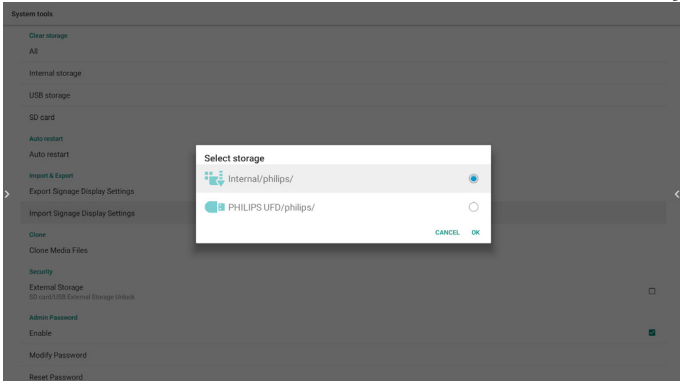 System tools
Clear storage
All
Internal storage
USB storage
SD card
Auto restart
Auto restart
Import & Export
Export Signage Display Settings
Import Signage Display Settings
Clone
Clone Media Files
Security
External Storage
SD card/USB External Storage Unlock
Admin Password
Enable
Modify Password
Reset Password
Select storage
Internal/philips/
PHILIPS UFD/philips/
CANCEL OK